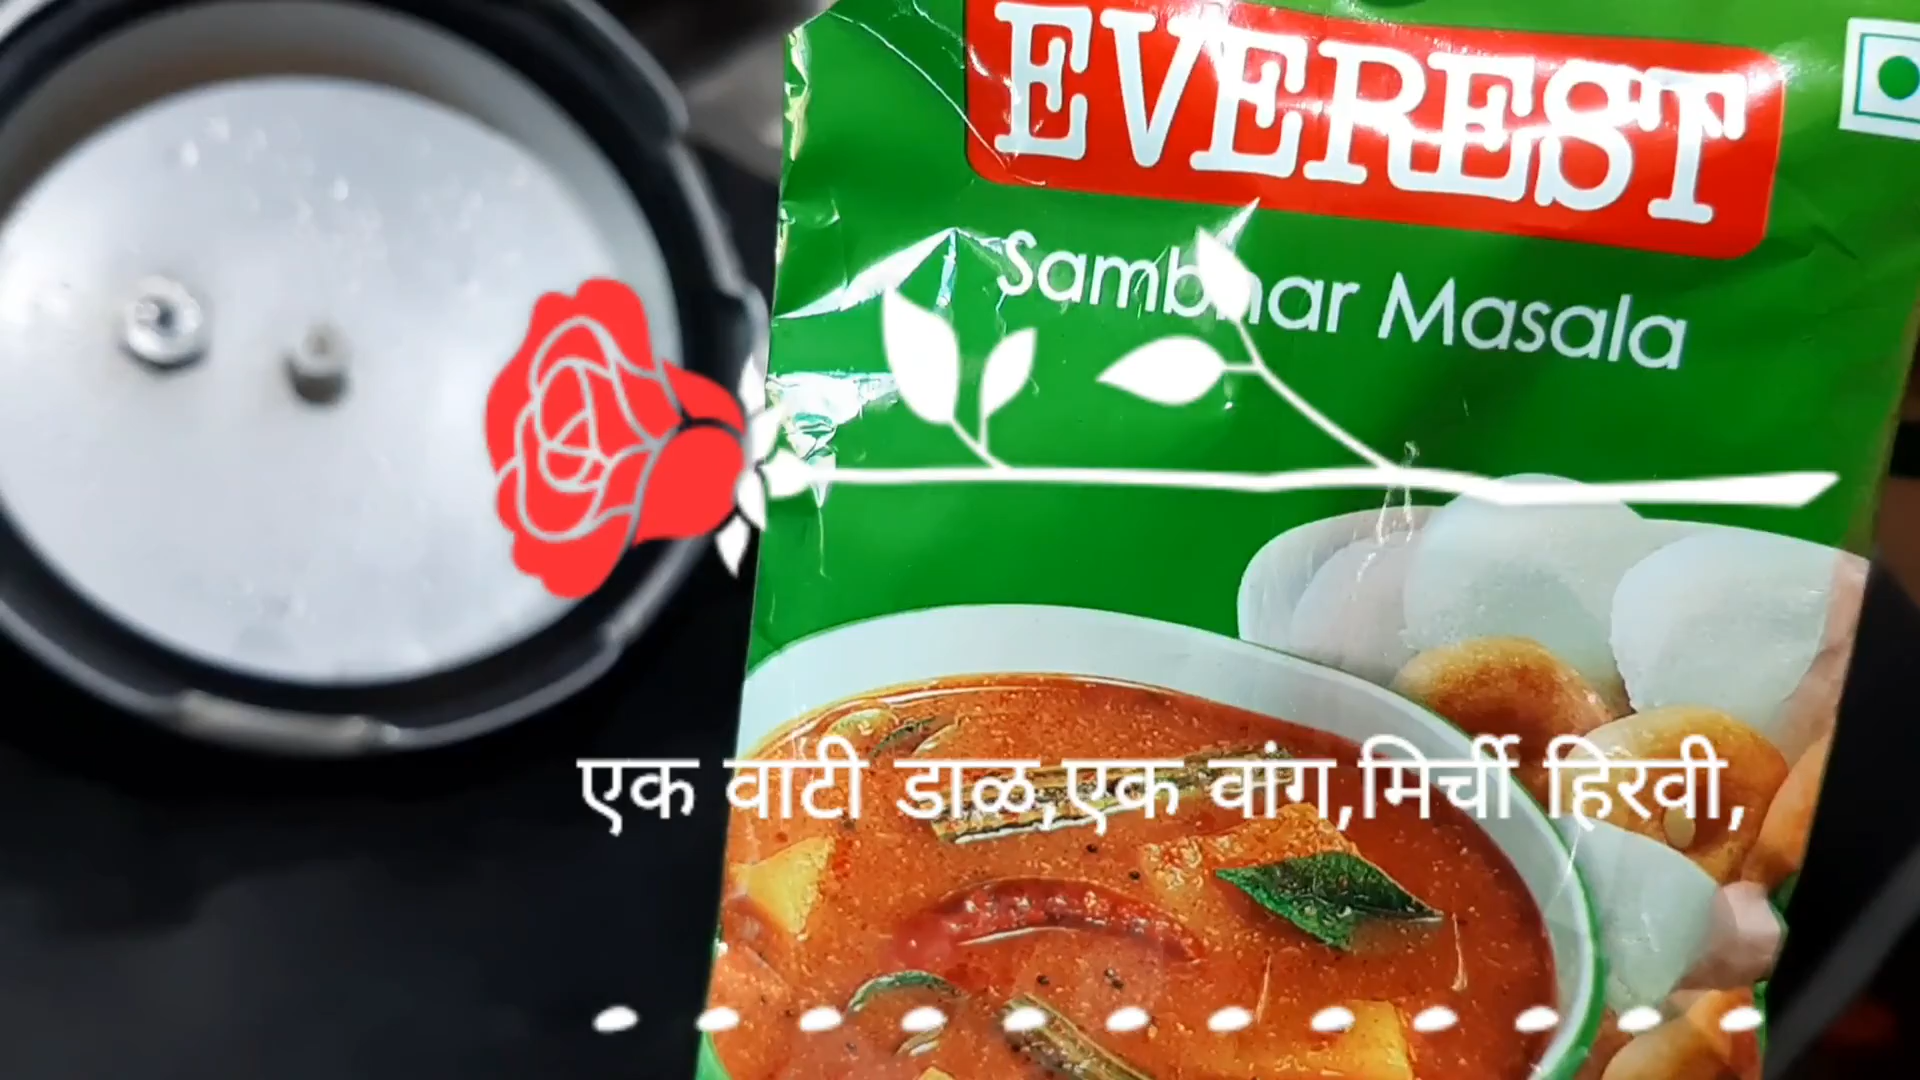 EVEREST
Sambhar Masala
एक वाटी डाळ,एक वांग,मिर्ची हिरवी,